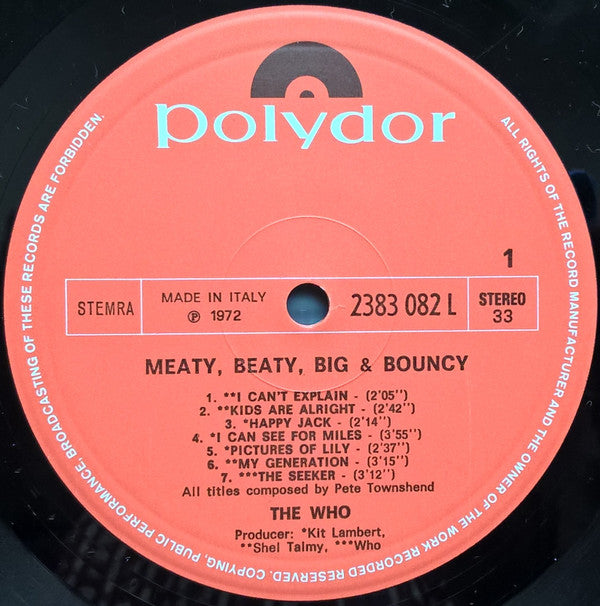 polydor
1
STEMRA
MADE IN ITALY
Ⓟ 1972
2383 082 L
STEREO
33
MEATY, BEATY, BIG & BOUNCY
1. **I CAN'T EXPLAIN - (2'05'')
2. **KIDS ARE ALRIGHT - (2'42'')
3. *HAPPY JACK - (2'14'')
4. *I CAN SEE FOR MILES - (3'55'')
5. *PICTURES OF LILY - (2'37)
6. **MY GENERATION - (3'15'')
7. ***THE SEEKER - (3'12'')
All titles composed by Pete Townshend
THE WHO
Producer: *Kit Lambert,
**Shel Talmy, ***Who
ALL RIGHTS OF THE RECORD MANUFACTURER AND THE OWNER OF THE WORK RECORDED RESERVED. COPYING, PUBLIC PERFORMANCE, BROADCASTING OF THESE RECORDS ARE FORBIDDEN.